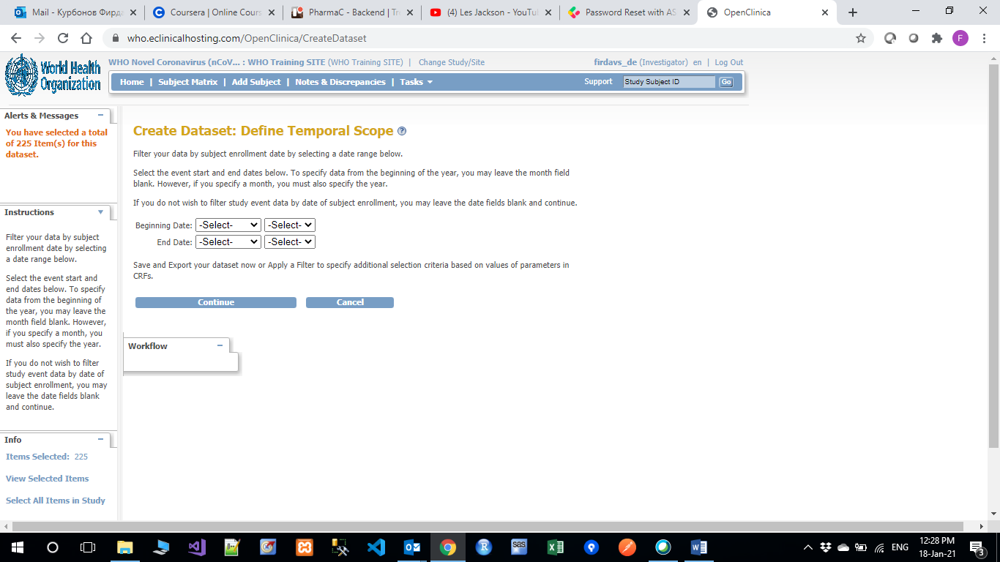 Mail - Курбонов Фирда
Coursera | Online Cours
PharmaC - Backend | Tr
(4) Les Jackson - YouTu
Password Reset with AS
OpenClinica
who.eclinicalhosting.com/OpenClinica/CreateDataset
F
World Health
Organization
WHO Novel Coronavirus (nCoV... : WHO Training SITE (WHO Training SITE) | Change Study/Site
firdavs_de (Investigator) en | Log Out
Home | Subject Matrix | Add Subject | Notes & Discrepancies | Tasks
Support Study Subject ID Go
Alerts & Messages
You have selected a total
of 225 Item(s) for this
dataset.
Instructions
Filter your data by subject
enrollment date by selecting
a date range below.
Select the event start and
end dates below. To specify
data from the beginning of
the year, you may leave the
month field blank. However,
if you specify a month, you
must also specify the year.
If you do not wish to filter
study event data by date of
subject enrollment, you may
leave the date fields blank
and continue.
Info
Items Selected: 225
View Selected Items
Select All Items in Study
Create Dataset: Define Temporal Scope ?
Filter your data by subject enrollment date by selecting a date range below.
Select the event start and end dates below. To specify data from the beginning of the year, you may leave the month field
blank. However, if you specify a month, you must also specify the year.
If you do not wish to filter study event data by date of subject enrollment, you may leave the date fields blank and continue.
Beginning Date: -Select- -Select-
End Date: -Select- -Select-
Save and Export your dataset now or Apply a Filter to specify additional selection criteria based on values of parameters in
CRFs.
Continue Cancel
Workflow
ENG
12:28 PM
18-Jan-21
3